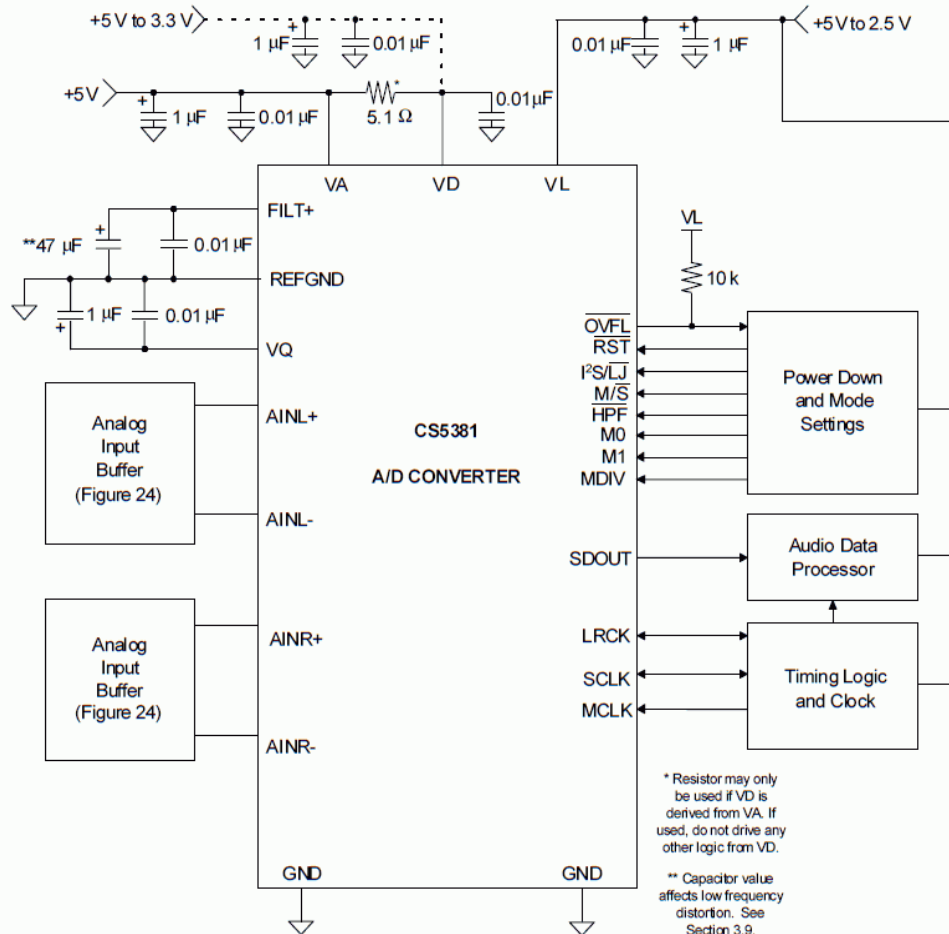 +5 V to 3.3 V
+
1 µF
0.01 µF
0.01 µF
+
1 µF
+5 V to 2.5 V
+5 V
+
1 µF
0.01 µF
*
5.1 Ω
0.01 µF
VA
VD
VL
FILT+
**47 µF
+
0.01 µF
REFGND
+
1 µF
0.01 µF
VQ
VL
10 k
OVFL
RST
I²S/LJ
M/S
HPF
M0
M1
MDIV
Power Down
and Mode
Settings
Analog
Input
Buffer
(Figure 24)
AINL+
AINL-
CS5381
A/D CONVERTER
SDOUT
Audio Data
Processor
Analog
Input
Buffer
(Figure 24)
AINR+
AINR-
LRCK
SCLK
MCLK
Timing Logic
and Clock
GND
GND
* Resistor may only
be used if VD is
derived from VA. If
used, do not drive any
other logic from VD.
** Capacitor value
affects low frequency
distortion. See
Section 3.9.